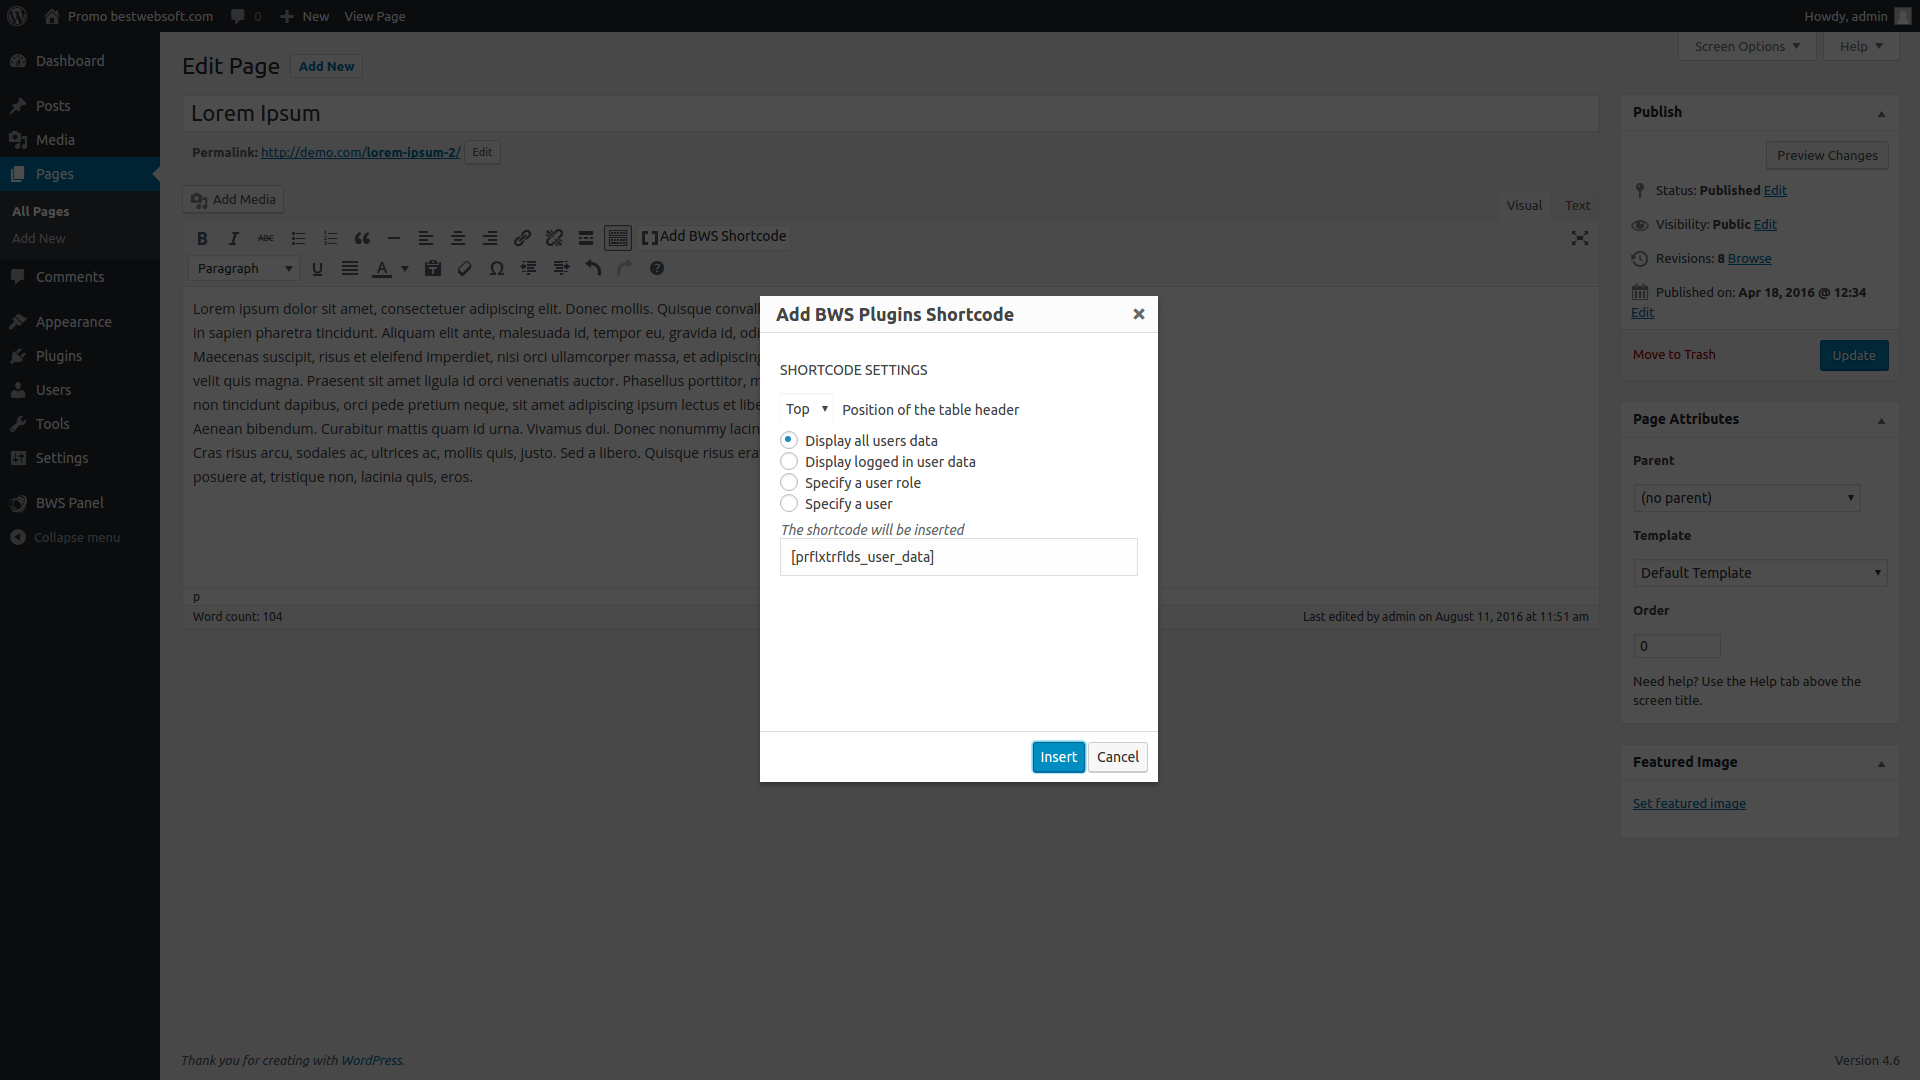 Promo bestwebsoft.com 0 New View Page Howdy, admin
Dashboard
Posts
Media
Pages
All Pages
Add New
Comments
Appearance
Plugins
Users
Tools
Settings
BWS Panel
Collapse menu
Screen Options Help
Edit Page Add New
Lorem Ipsum
Permalink: http://demo.com/lorem-ipsum-2/ Edit
Add Media
Visual Text
B I ABC Add BWS Shortcode
Paragraph U A Ω
Lorem ipsum dolor sit amet, consectetuer adipiscing elit. Donec mollis. Quisque
in sapien pharetra tincidunt. Aliquam elit ante, malesuada id, tempor eu, gravida id,
Maecenas suscipit, risus et eleifend imperdiet, nisi orci ullamcorper massa, et adipiscing
velit quis magna. Praesent sit amet ligula id orci venenatis auctor. Phasellus porttitor,
non tincidunt dapibus, orci pede pretium neque, sit amet adipiscing ipsum lectus et
Aenean bibendum. Curabitur mattis quam id urna. Vivamus dui. Donec nonummy
Cras risus arcu, sodales ac, ultrices ac, mollis quis, justo. Sed a libero. Quisque risus
posuere at, tristique non, lacinia quis, eros.
p
Word count: 104 Last edited by admin on August 11, 2016 at 11:51 am
Add BWS Plugins Shortcode
SHORTCODE SETTINGS
Top Position of the table header
Display all users data
Display logged in user data
Specify a user role
Specify a user
The shortcode will be inserted
[prflxtrflds_user_data]
Insert Cancel
Publish
Preview Changes
Status: Published Edit
Visibility: Public Edit
Revisions: 8 Browse
Published on: Apr 18, 2016 @ 12:34
Edit
Move to Trash Update
Page Attributes
Parent
(no parent)
Template
Default Template
Order
0
Need help? Use the Help tab above the
screen title.
Featured Image
Set featured image
Thank you for creating with WordPress. Version 4.6